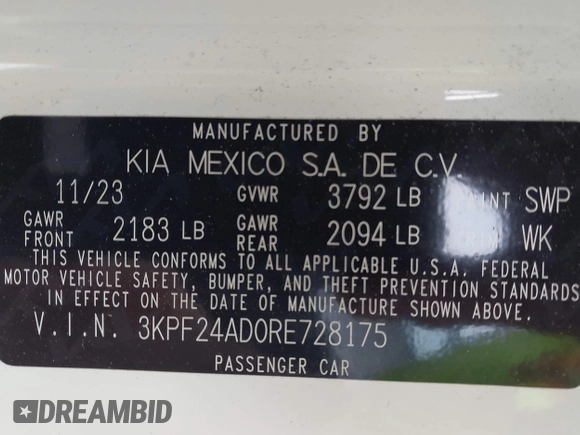 MANUFACTURED BY
KIA MEXICO S.A. DE C.V.
11/23 GVWR 3792 LB SWP
GAWR FRONT 2183 LB GAWR REAR 2094 LB WK
THIS VEHICLE CONFORMS TO ALL APPLICABLE U.S.A. FEDERAL
MOTOR VEHICLE SAFETY, BUMPER, AND THEFT PREVENTION STANDARDS
IN EFFECT ON THE DATE OF MANUFACTURE SHOWN ABOVE.
V.I.N. 3KPF24AD0RE728175
PASSENGER CAR
DREAMBID